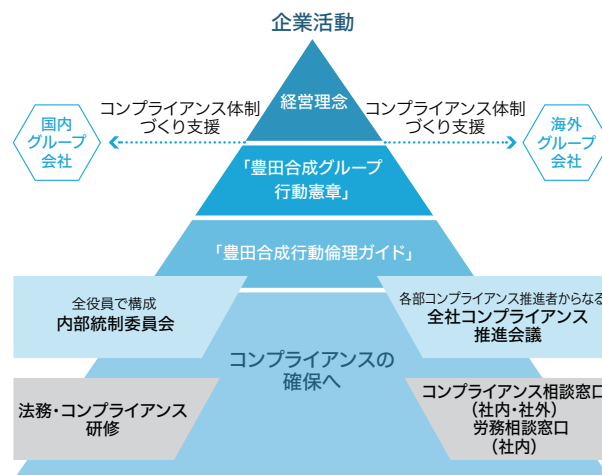 企業活動
経営理念
コンプライアンス体制
づくり支援
コンプライアンス体制
づくり支援
国内
グループ
会社
海外
グループ
会社
「豊田合成グループ
行動憲章」
「豊田合成行動倫理ガイド」
全役員で構成
内部統制委員会
各部コンプライアンス推進者からなる
全社コンプライアンス
推進会議
コンプライアンスの
確保へ
法務・コンプライアンス
研修
コンプライアンス相談窓口
(社内・社外)
労務相談窓口
(社内)